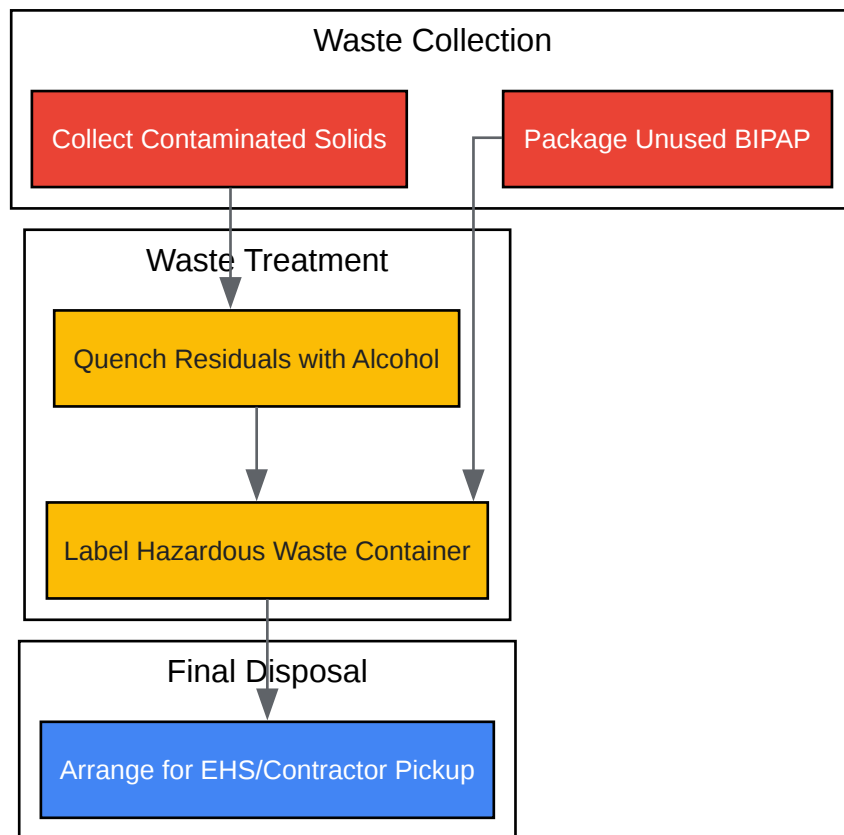 Waste Collection
Collect Contaminated Solids
Package Unused BIPAP
Waste Treatment
Quench Residuals with Alcohol
Label Hazardous Waste Container
Final Disposal
Arrange for EHS/Contractor Pickup